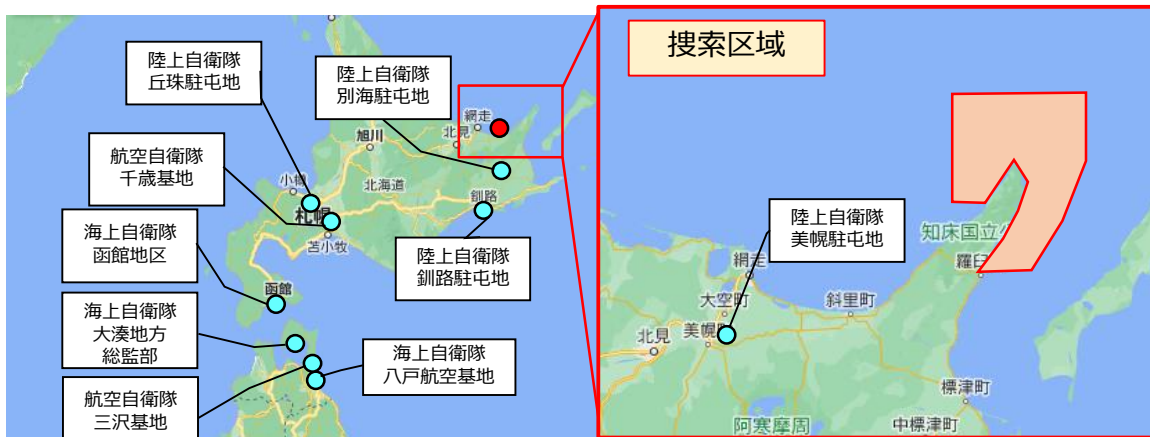 陸上自衛隊
丘珠駐屯地
陸上自衛隊
別海駐屯地
航空自衛隊
千歳基地
海上自衛隊
函館地区
海上自衛隊
大湊地方
総監部
航空自衛隊
三沢基地
海上自衛隊
八戸航空基地
陸上自衛隊
釧路駐屯地
網走
北見
旭川
北海道
小樽
札幌
苫小牧
釧路
函館
捜索区域
陸上自衛隊
美幌駐屯地
知床国立公
羅臼
網走
大空町
斜里町
北見
美幌町
標津町
中標津町
阿寒摩周